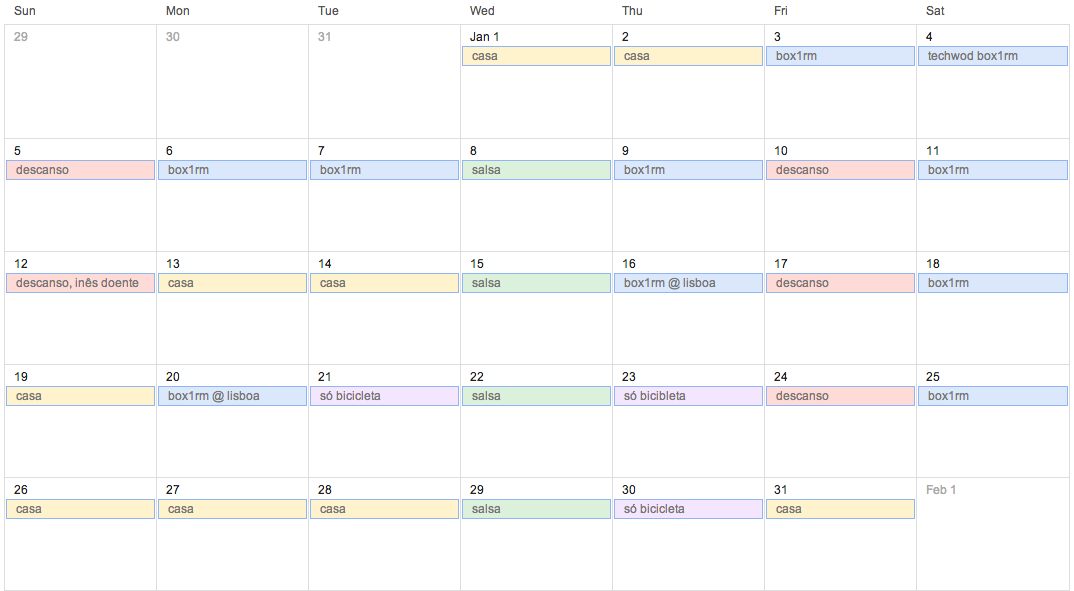 Sun Mon Tue Wed Thu Fri Sat
29 30 31 Jan 1 2 3 4
casa casa box1rm techwod box1rm
5 6 7 8 9 10 11
descanso box1rm box1rm salsa box1rm descanso box1rm
12 13 14 15 16 17 18
descanso, inês doente casa casa salsa box1rm @ lisboa descanso box1rm
19 20 21 22 23 24 25
casa box1rm @ lisboa só bicicleta salsa só bicibleta descanso box1rm
26 27 28 29 30 31 Feb 1
casa casa casa salsa só bicicleta casa